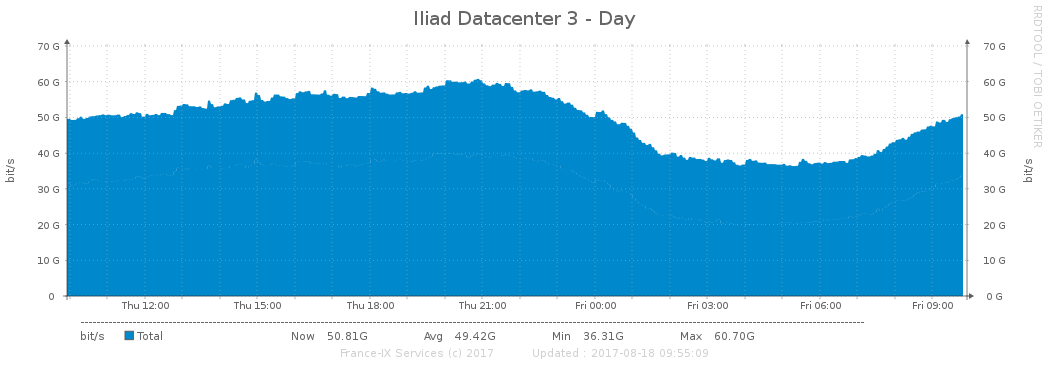 Iliad Datacenter 3 - Day
RRDTOOL / TOBI OETIKER
70 G 70 G
60 G 60 G
50 G 50 G
40 G 40 G
30 G 30 G
20 G 20 G
10 G 10 G
0 0 G
bit/s bit/s
Thu 12:00 Thu 15:00 Thu 18:00 Thu 21:00 Fri 00:00 Fri 03:00 Fri 06:00 Fri 09:00
bit/s Total Now 50.81G Avg 49.42G Min 36.31G Max 60.70G
France-IX Services (c) 2017 Updated : 2017-08-18 09:55:09